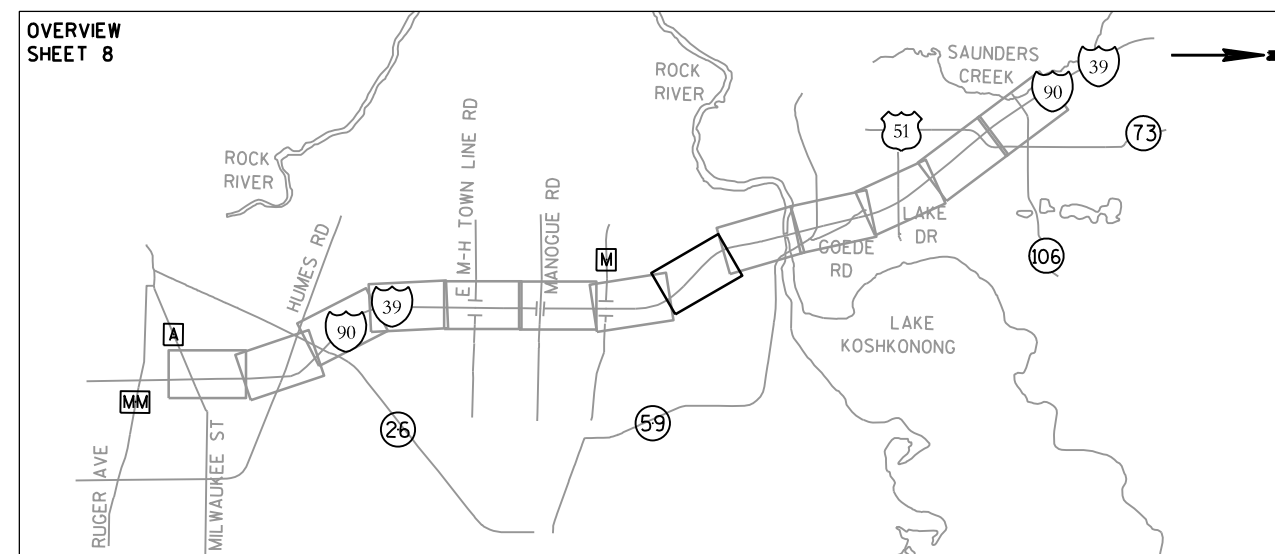 OVERVIEW
SHEET 8
ROCK
RIVER
SAUNDERS
CREEK
39
90
51
73
ROCK
RIVER
E M-H TOWN LINE RD
MANOGUE RD
HUMES RD
M
LAKE
DR
GOEDE
RD
106
39
90
A
LAKE
KOSHKONONG
MM
26
59
RUGER AVE
MILWAUKEE ST